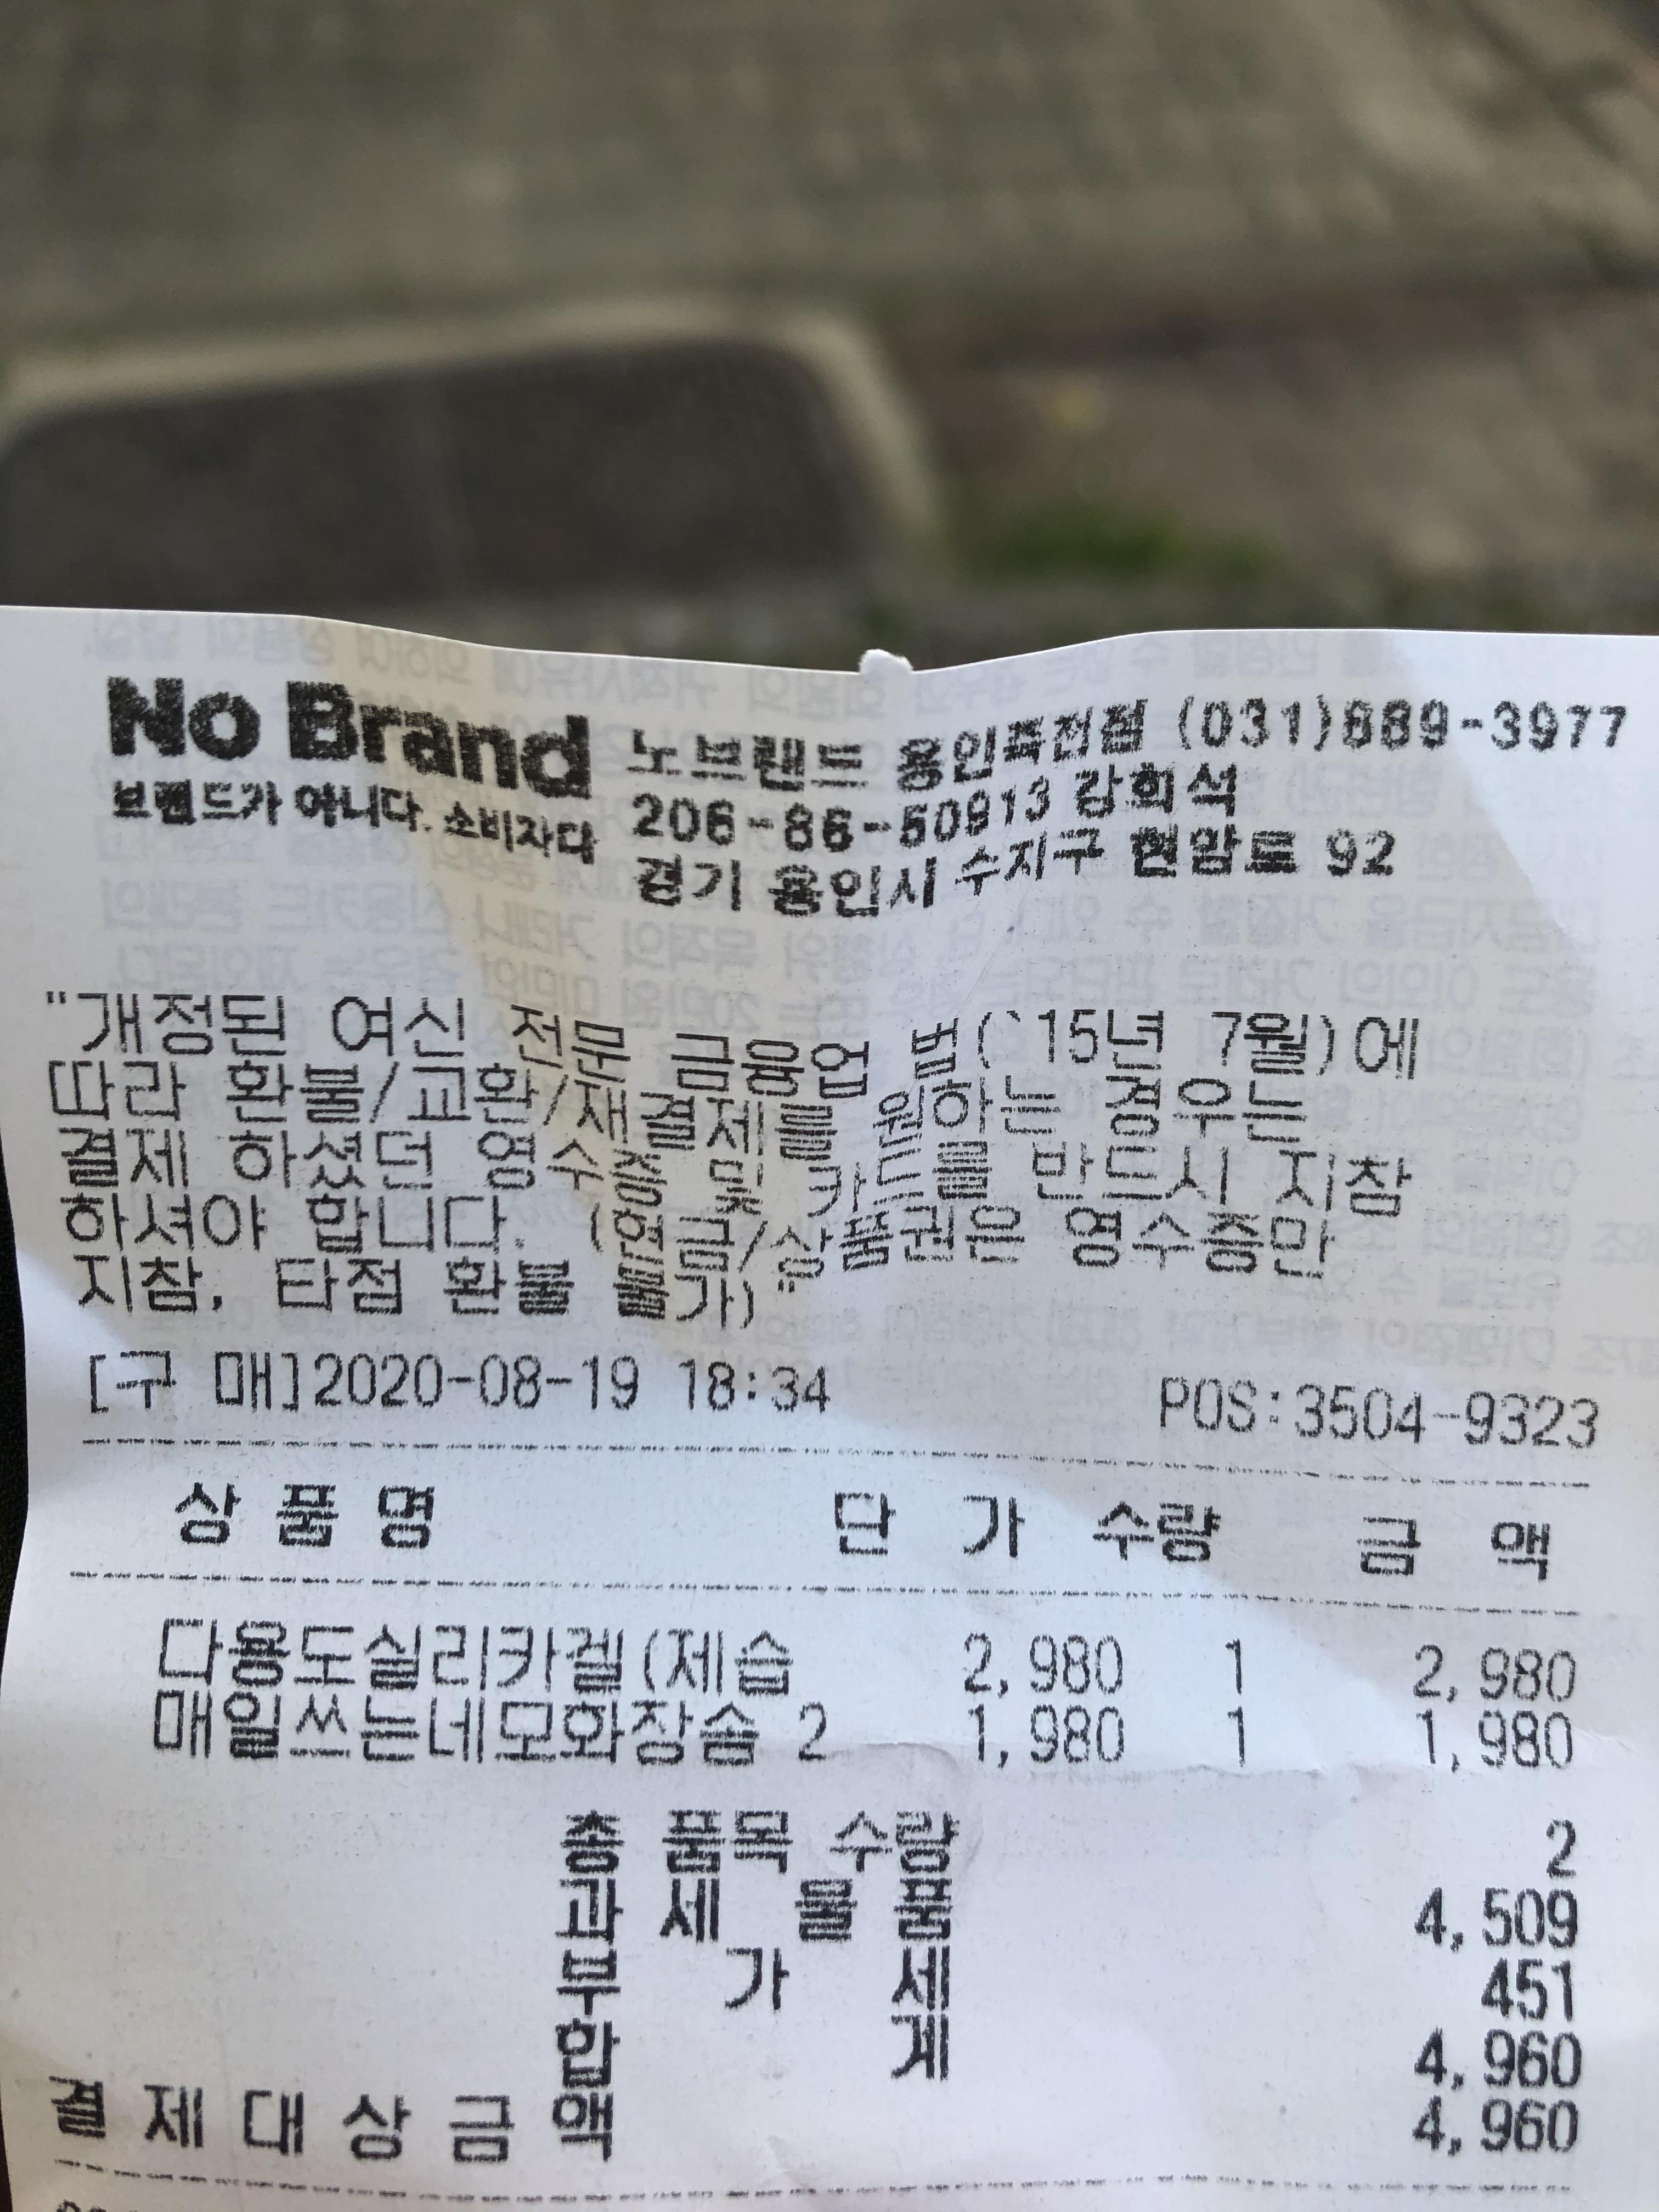 No Brand
브랜드가 아니다. 소비자다
노브랜드 용인죽전점 (031)889-3977
206-86-50913 강희석
경기 용인시 수지구 현암로 92
"개정된 여신 전문 금융업 법(`15년 7월)에
따라 환불/교환/재결제를 원하는 경우는
결제 하셨던 영수증 및 카드를 반드시 지참
하셔야 합니다. (현금/상품권은 영수증만
지참, 타점 환불 불가)"
[구 매]2020-08-19 18:34 POS:3504-9323
상 품 명 단 가 수량 금 액
다용도실리카겔(제습 2,980 1 2,980
매일쓰는네모화장솜 2 1,980 1 1,980
총 품목 수량 2
과 세 물 품 4,509
부 가 세 451
합 계 4,960
결 제 대 상 금 액 4,960